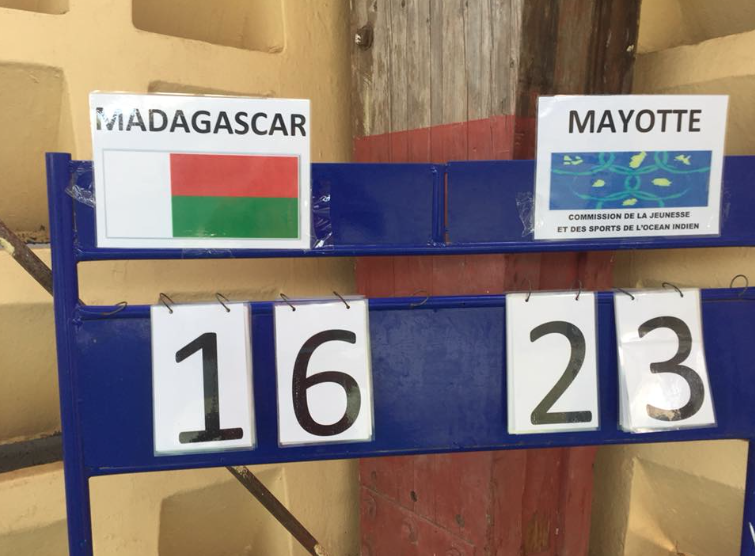 MADAGASCAR
MAYOTTE
COMMISSION DE LA JEUNESSE
ET DES SPORTS DE L'OCEAN INDIEN
16
23